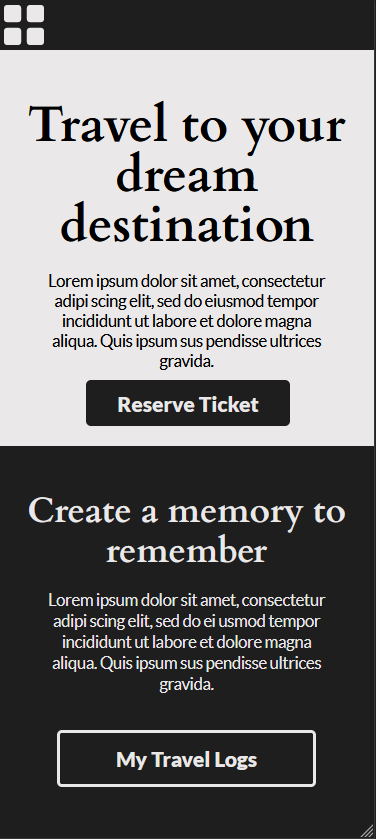 Travel to your
dream
destination
Lorem ipsum dolor sit amet, consectetur
adipi scing elit, sed do eiusmod tempor
incididunt ut labore et dolore magna
aliqua. Quis ipsum sus pendisse ultrices
gravida.
Reserve Ticket
Create a memory to
remember
Lorem ipsum dolor sit amet, consectetur
adipi scing elit, sed do ei usmod tempor
incididunt ut labore et dolore magna
aliqua. Quis ipsum sus pendisse ultrices
gravida.
My Travel Logs